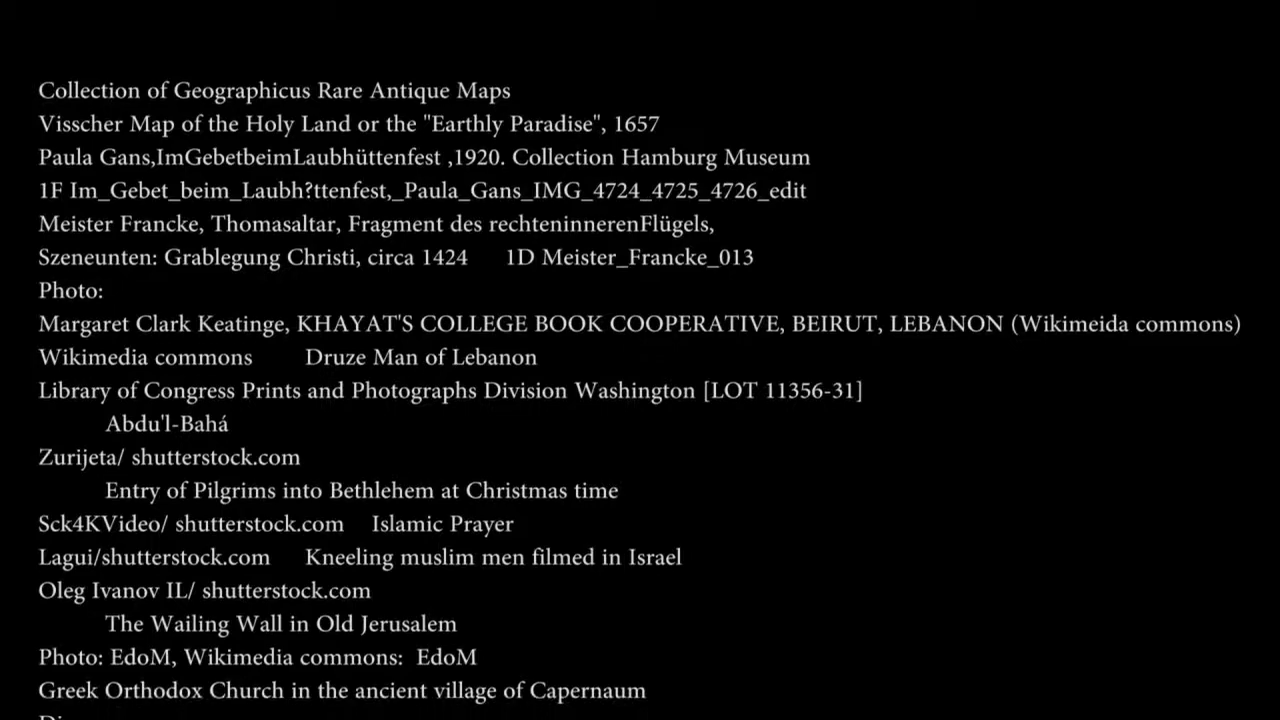 Collection of Geographicus Rare Antique Maps
Visscher Map of the Holy Land or the "Earthly Paradise", 1657
Paula Gans,ImGebetbeimLaubhüttenfest ,1920. Collection Hamburg Museum
1F Im_Gebet_beim_Laubh?ttenfest,_Paula_Gans_IMG_4724_4725_4726_edit
Meister Francke, Thomasaltar, Fragment des rechteninnerenFlügels,
Szeneunten: Grablegung Christi, circa 1424 1D Meister_Francke_013
Photo:
Margaret Clark Keatinge, KHAYAT'S COLLEGE BOOK COOPERATIVE, BEIRUT, LEBANON (Wikimeida commons)
Wikimedia commons Druze Man of Lebanon
Library of Congress Prints and Photographs Division Washington [LOT 11356-31]
Abdu'l-Bahá
Zurijeta/ shutterstock.com
Entry of Pilgrims into Bethlehem at Christmas time
Sck4KVideo/ shutterstock.com Islamic Prayer
Lagui/shutterstock.com Kneeling muslim men filmed in Israel
Oleg Ivanov IL/ shutterstock.com
The Wailing Wall in Old Jerusalem
Photo: EdoM, Wikimedia commons: EdoM
Greek Orthodox Church in the ancient village of Capernaum